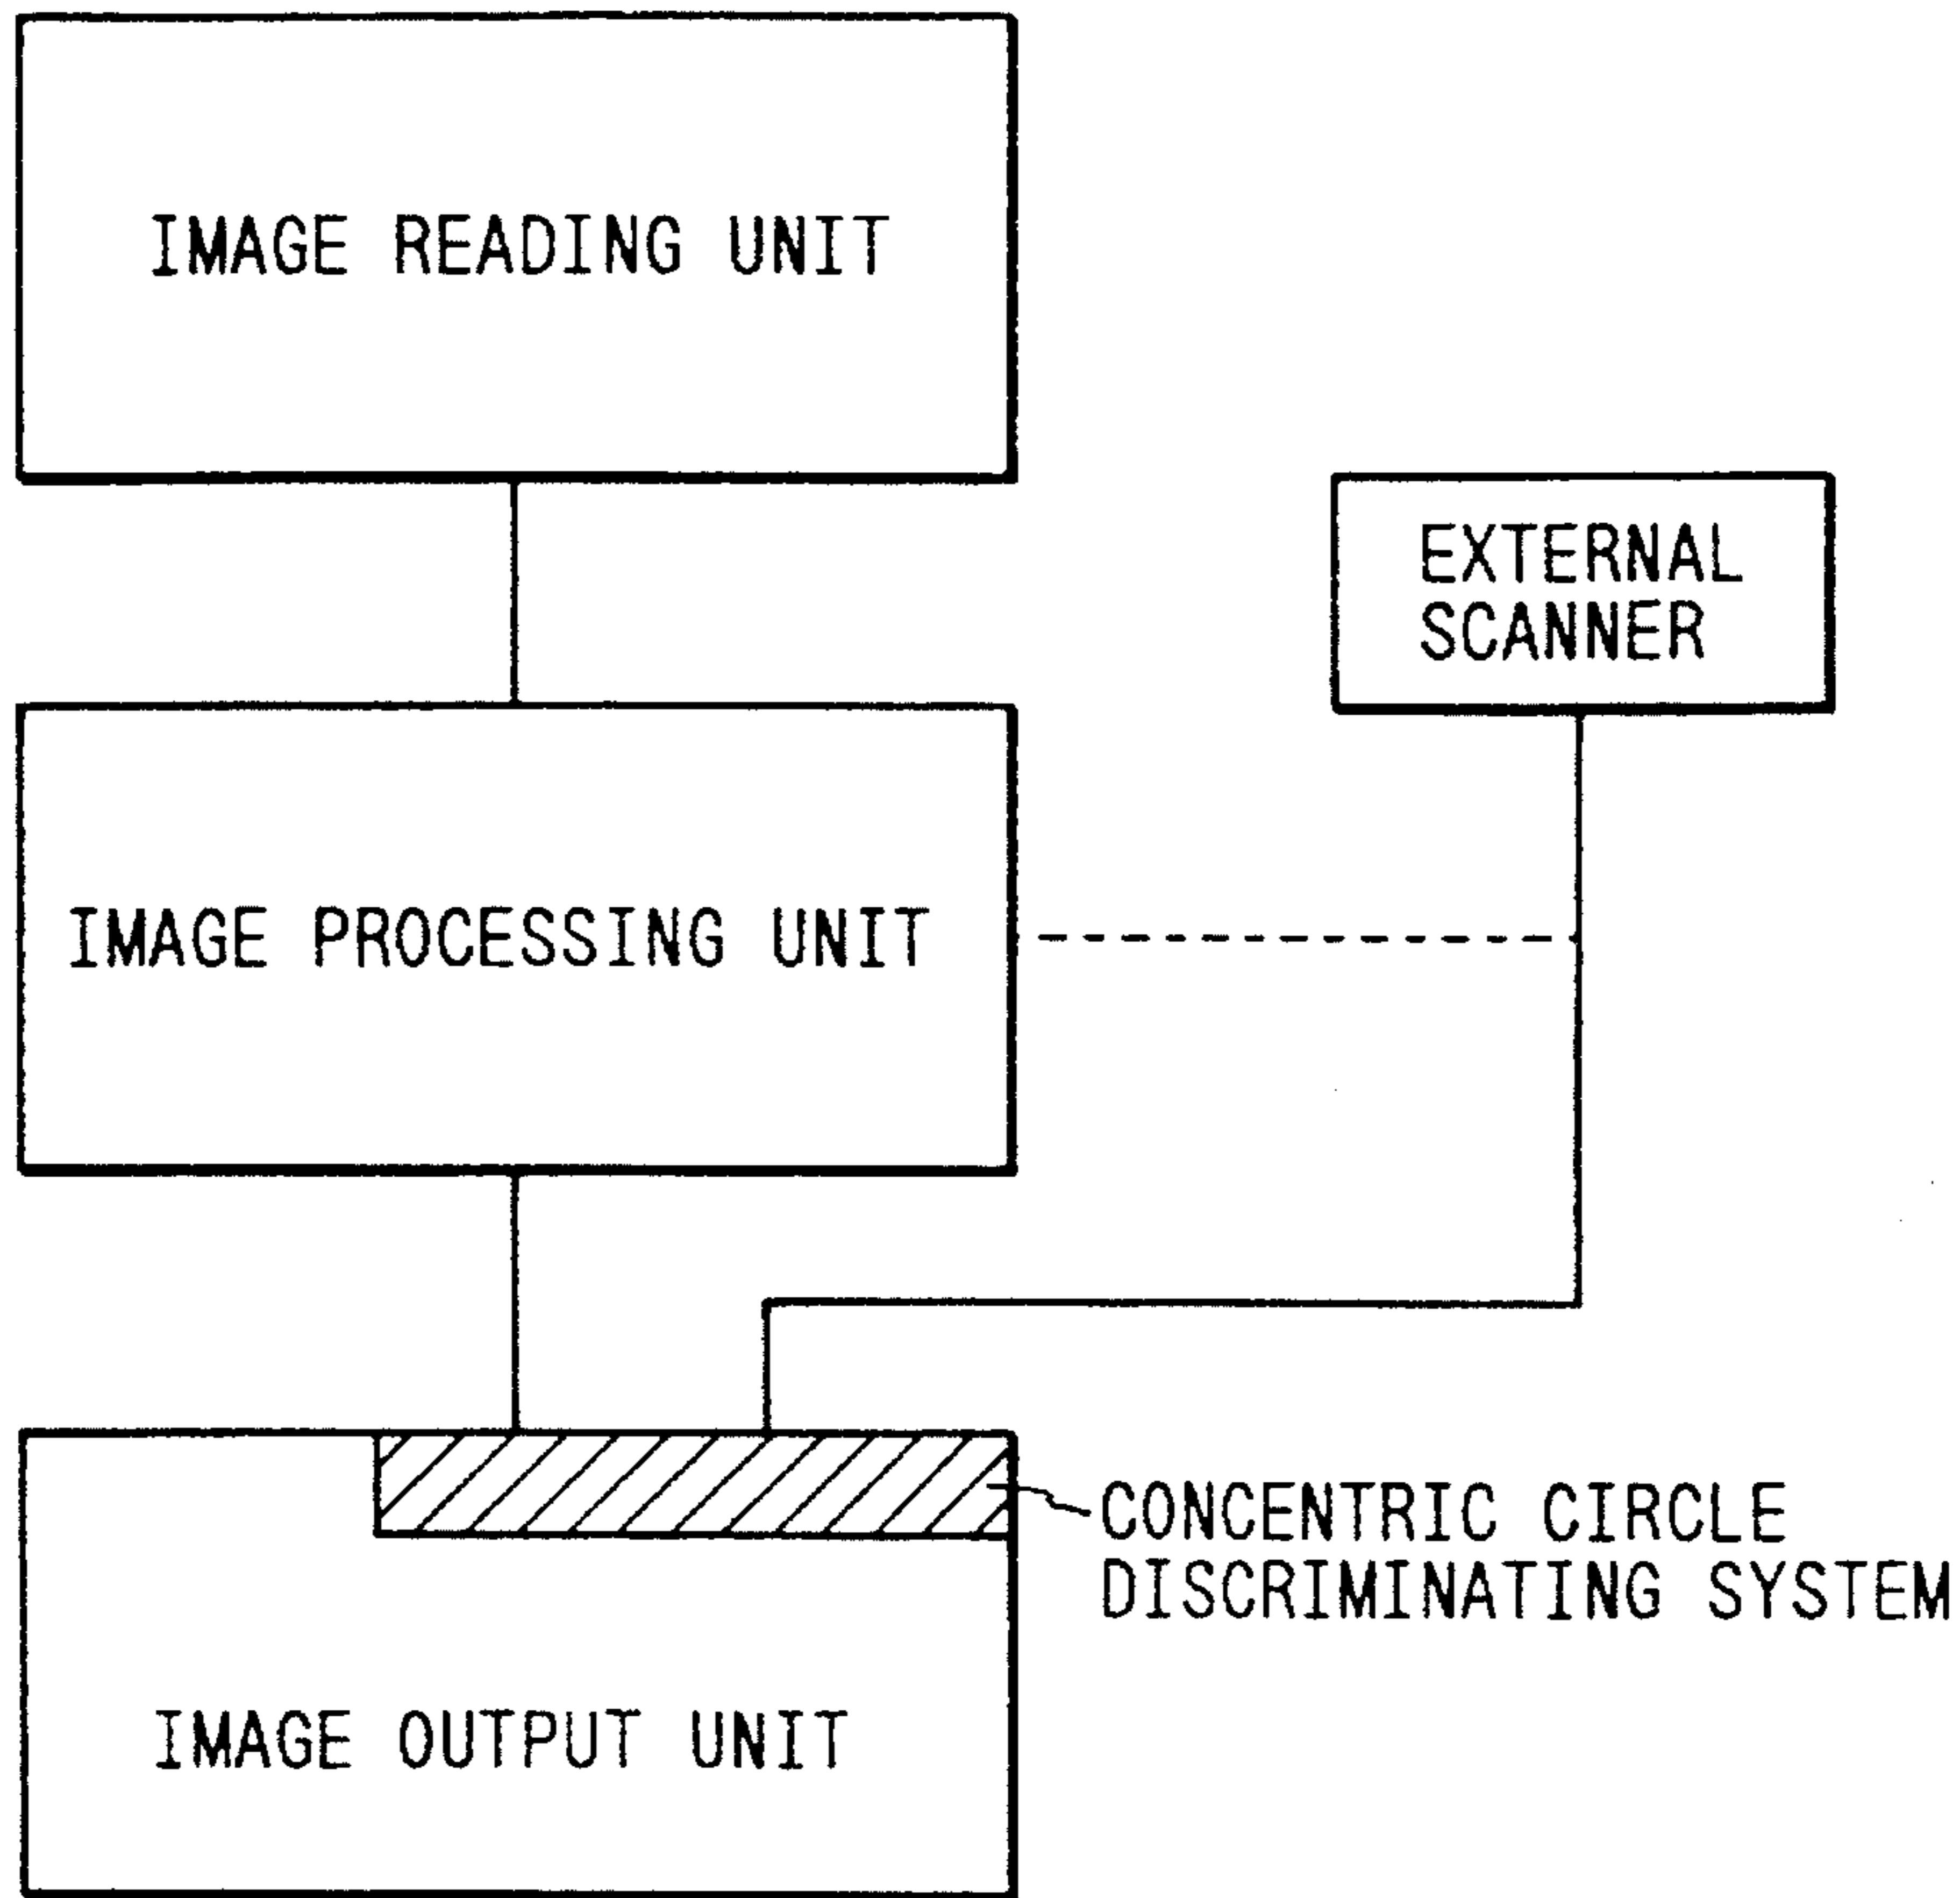 IMAGE READING UNIT
EXTERNAL
SCANNER
IMAGE PROCESSING UNIT
CONCENTRIC CIRCLE
DISCRIMINATING SYSTEM
IMAGE OUTPUT UNIT